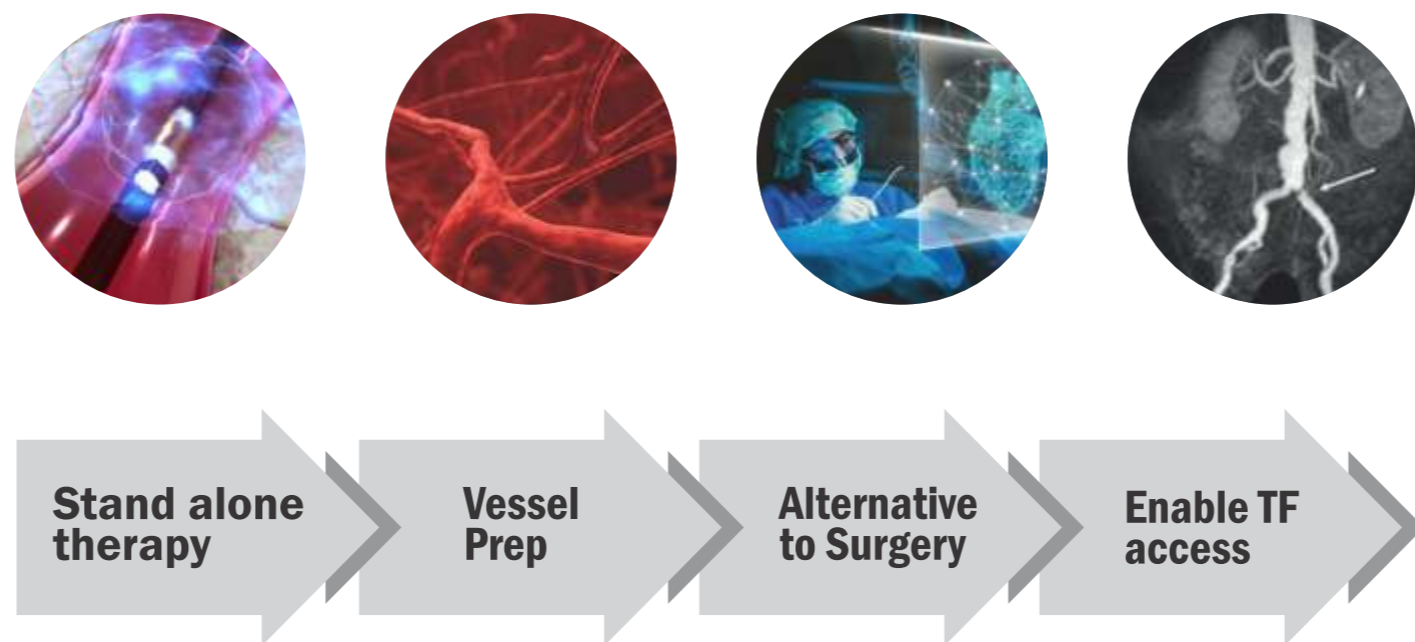 Stand alone
therapy
Vessel
Prep
Alternative
to Surgery
Enable TF
access